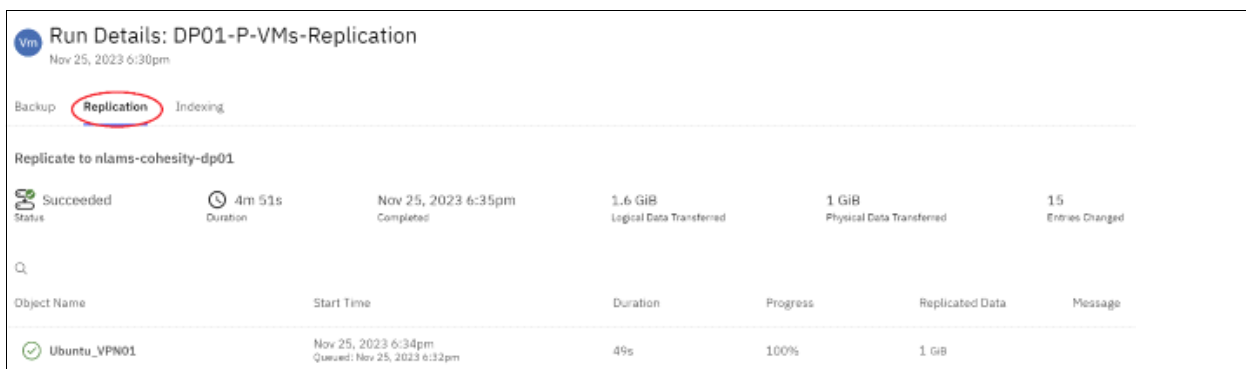 Vm Run Details: DP01-P-VMs-Replication
Nov 25, 2023 6:30pm
Backup Replication Indexing
Replicate to nlams-cohesity-dp01
Succeeded 4m 51s Nov 25, 2023 6:35pm 1.6 GiB 1 GiB 15
Status Duration Completed Logical Data Transferred Physical Data Transferred Entries Changed
Object Name Start Time Duration Progress Replicated Data Message
Ubuntu_VPN01 Nov 25, 2023 6:34pm 49s 100% 1 GiB
Queued: Nov 25, 2023 6:32pm